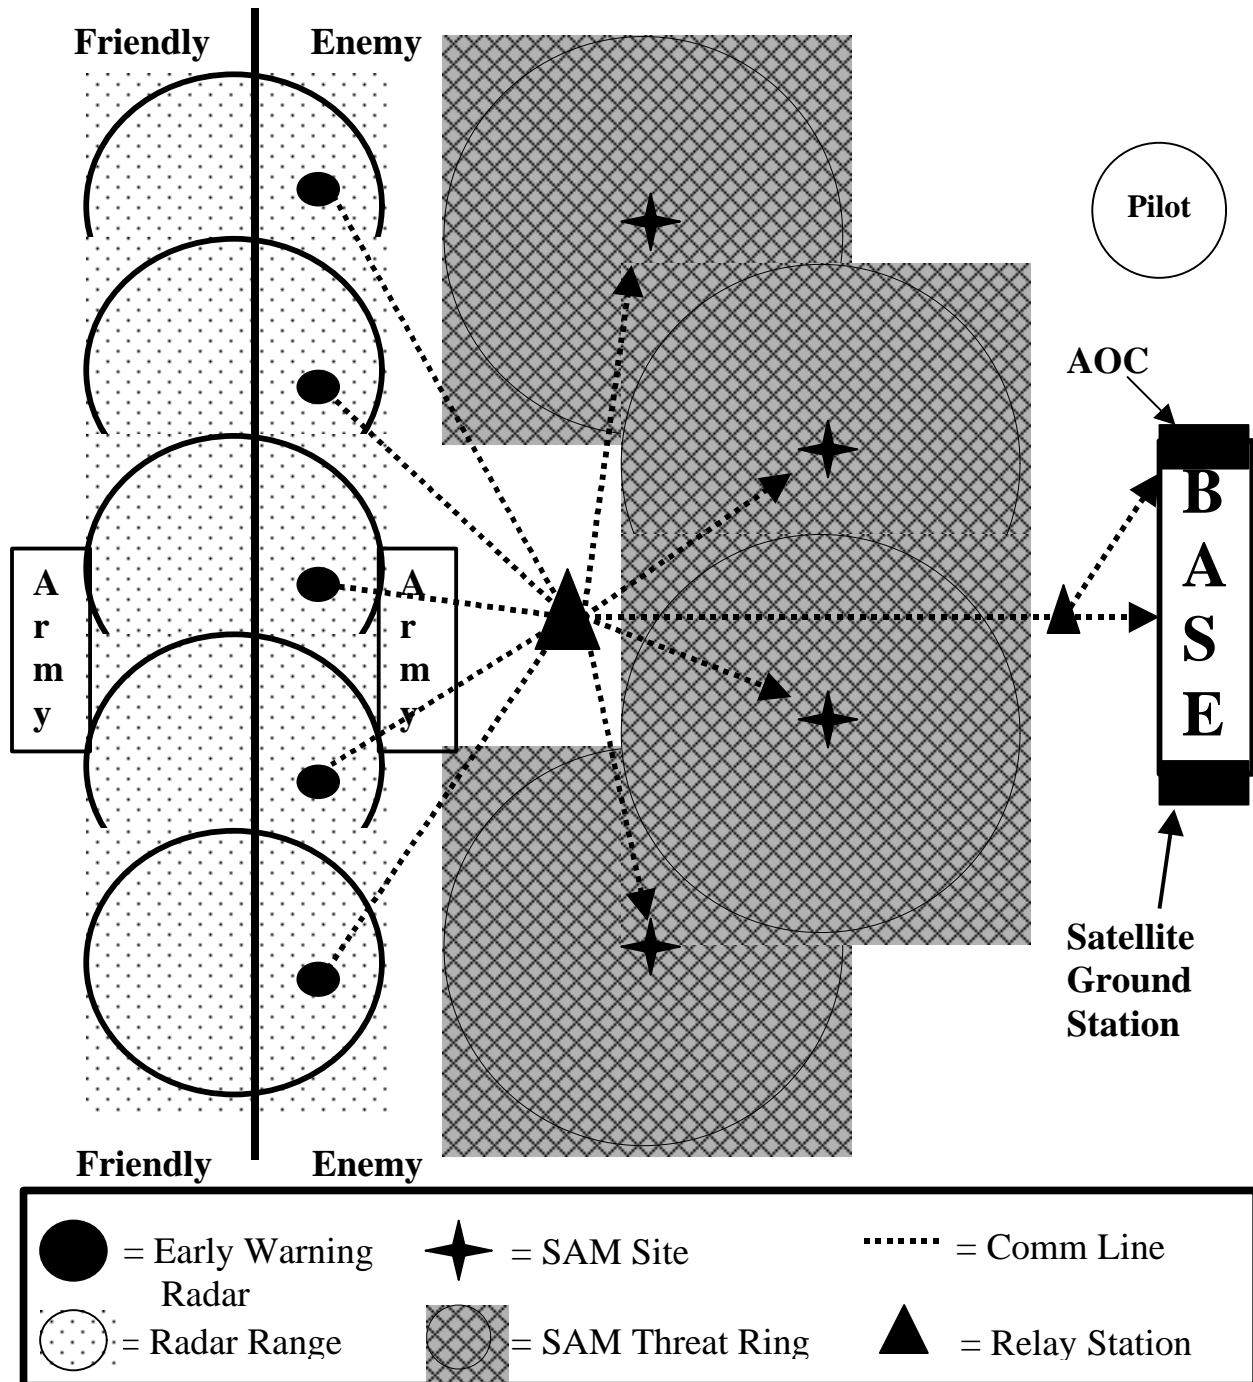 Friendly Enemy
Pilot
AOC
A
r
m
y
A
r
m
y
B
A
S
E
Satellite
Ground
Station
Friendly Enemy
= Early Warning
Radar
= SAM Site
= Comm Line
= Radar Range
= SAM Threat Ring
= Relay Station